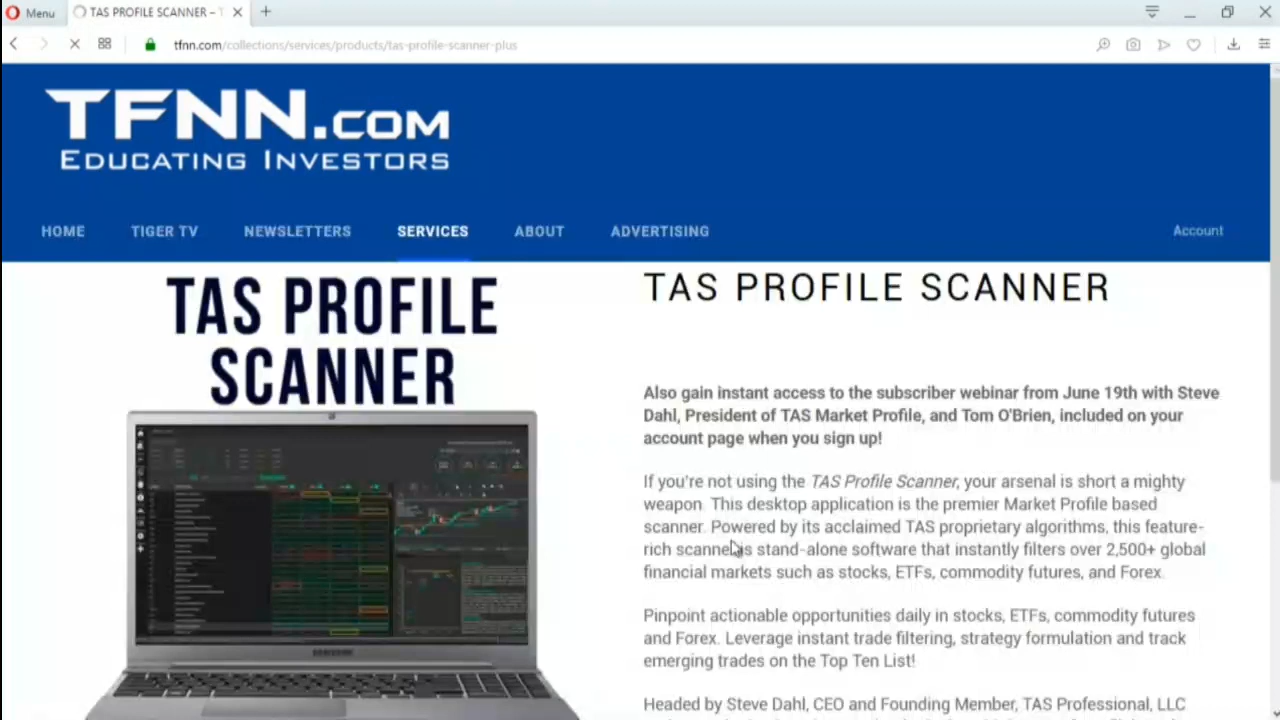 Menu
TAS PROFILE SCANNER – T
tfnn.com/collections/services/products/tas-profile-scanner-plus
TFNN.COM
EDUCATING INVESTORS
HOME
TIGER TV
NEWSLETTERS
SERVICES
ABOUT
ADVERTISING
Account
TAS PROFILE
SCANNER
TAS PROFILE SCANNER
Also gain instant access to the subscriber webinar from June 19th with Steve
Dahl, President of TAS Market Profile, and Tom O'Brien, included on your
account page when you sign up!
If you're not using the TAS Profile Scanner, your arsenal is short a mighty
weapon. This desktop application is the premier Market Profile based
scanner. Powered by its acclaimed TAS proprietary algorithms, this feature-
rich scanner is stand-alone software that instantly filters over 2,500+ global
financial markets such as stocks, ETFs, commodity futures, and Forex.
Pinpoint actionable opportunities daily in stocks, ETFs, commodity futures
and Forex. Leverage instant trade filtering, strategy formulation and track
emerging trades on the Top Ten List!
Headed by Steve Dahl, CEO and Founding Member, TAS Professional, LLC